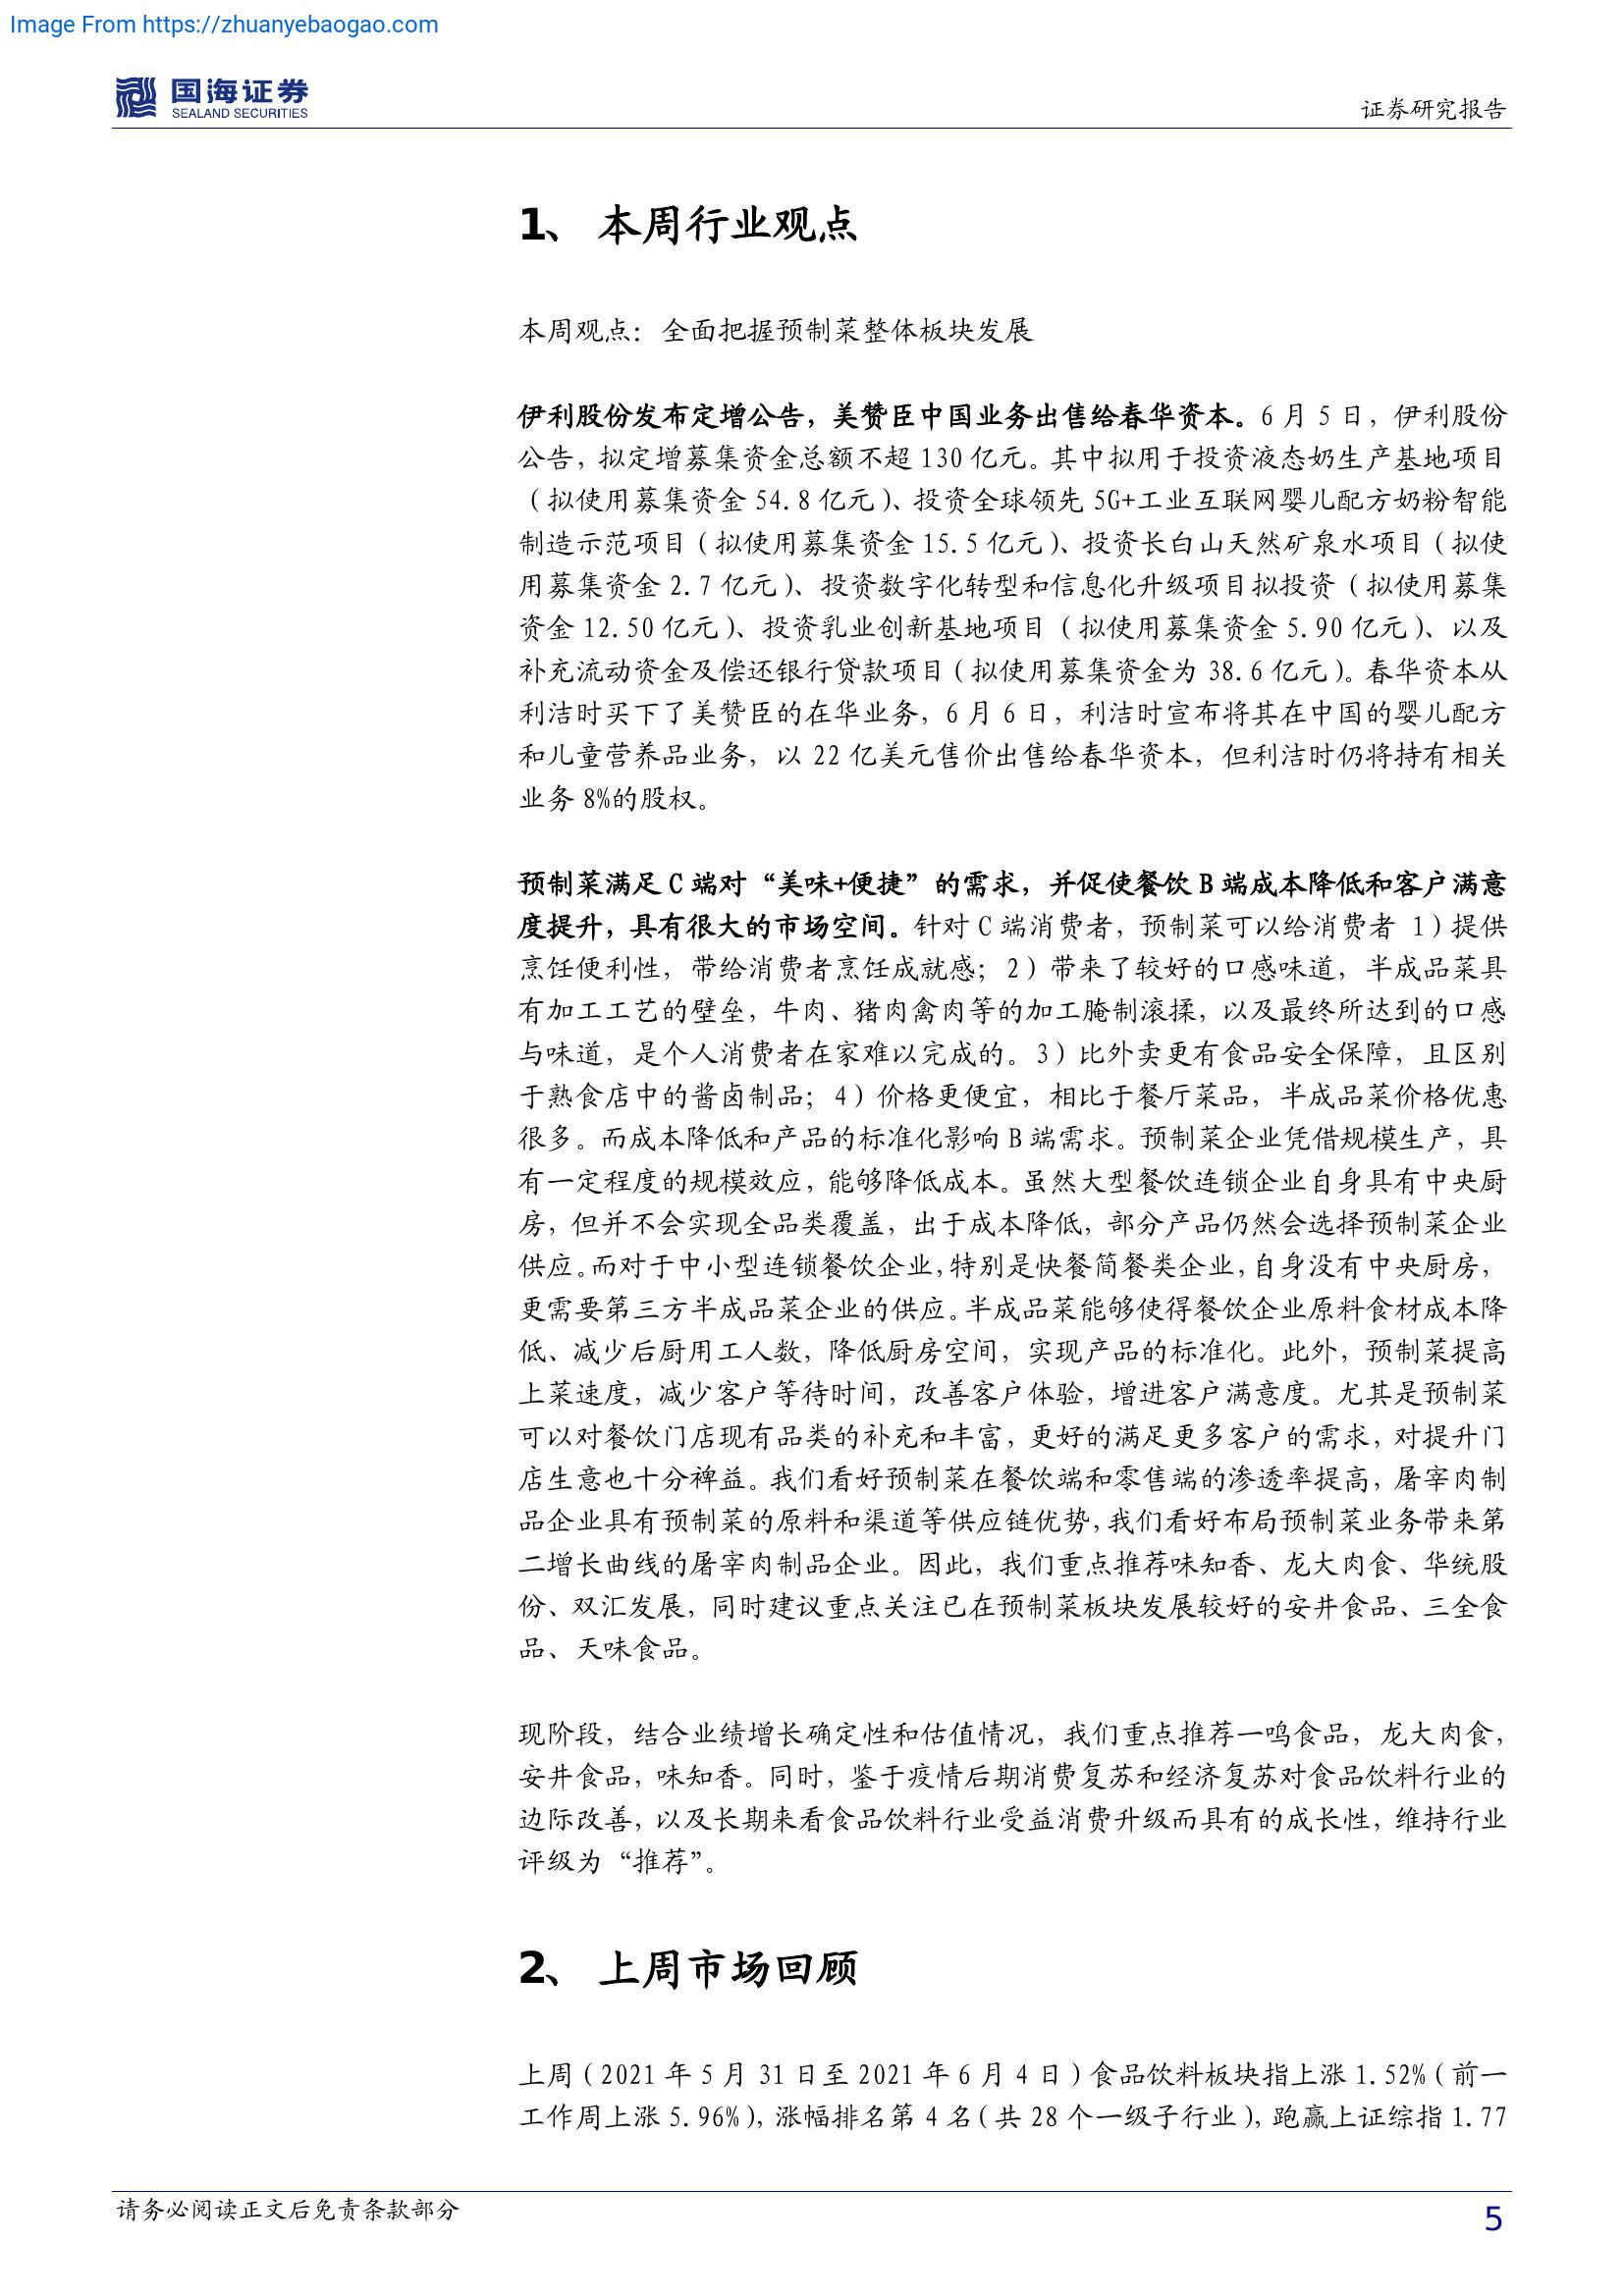 Image From https://zhuanyebaogao.com
国海证券
SEALAND SECURITIES
证券研究报告
1、 本周行业观点
本周观点：全面把握预制菜整体板块发展
伊利股份发布定增公告，美赞臣中国业务出售给春华资本。6 月 5 日，伊利股份
公告，拟定增募集资金总额不超 130 亿元。其中拟用于投资液态奶生产基地项目
（拟使用募集资金 54.8 亿元）、投资全球领先 5G+工业互联网婴儿配方奶粉智能
制造示范项目（拟使用募集资金 15.5 亿元）、投资长白山天然矿泉水项目（拟使
用募集资金 2.7 亿元）、投资数字化转型和信息化升级项目拟投资（拟使用募集
资金 12.50 亿元）、投资乳业创新基地项目（拟使用募集资金 5.90 亿元）、以及
补充流动资金及偿还银行贷款项目（拟使用募集资金为 38.6 亿元）。春华资本从
利洁时买下了美赞臣的在华业务，6 月 6 日，利洁时宣布将其在中国的婴儿配方
和儿童营养品业务，以 22 亿美元售价出售给春华资本，但利洁时仍将持有相关
业务 8%的股权。
预制菜满足 C 端对“美味+便捷”的需求，并促使餐饮 B 端成本降低和客户满意
度提升，具有很大的市场空间。针对 C 端消费者，预制菜可以给消费者 1）提供
烹饪便利性，带给消费者烹饪成就感；2）带来了较好的口感味道，半成品菜具
有加工工艺的壁垒，牛肉、猪肉禽肉等的加工腌制滚揉，以及最终所达到的口感
与味道，是个人消费者在家难以完成的。3）比外卖更有食品安全保障，且区别
于熟食店中的酱卤制品；4）价格更便宜，相比于餐厅菜品，半成品菜价格优惠
很多。而成本降低和产品的标准化影响 B 端需求。预制菜企业凭借规模生产，具
有一定程度的规模效应，能够降低成本。虽然大型餐饮连锁企业自身具有中央厨
房，但并不会实现全品类覆盖，出于成本降低，部分产品仍然会选择预制菜企业
供应。而对于中小型连锁餐饮企业，特别是快餐简餐类企业，自身没有中央厨房，
更需要第三方半成品菜企业的供应。半成品菜能够使得餐饮企业原料食材成本降
低、减少后厨用工人数，降低厨房空间，实现产品的标准化。此外，预制菜提高
上菜速度，减少客户等待时间，改善客户体验，增进客户满意度。尤其是预制菜
可以对餐饮门店现有品类的补充和丰富，更好的满足更多客户的需求，对提升门
店生意也十分裨益。我们看好预制菜在餐饮端和零售端的渗透率提高，屠宰肉制
品企业具有预制菜的原料和渠道等供应链优势，我们看好布局预制菜业务带来第
二增长曲线的屠宰肉制品企业。因此，我们重点推荐味知香、龙大肉食、华统股
份、双汇发展，同时建议重点关注已在预制菜板块发展较好的安井食品、三全食
品、天味食品。
现阶段，结合业绩增长确定性和估值情况，我们重点推荐一鸣食品，龙大肉食，
安井食品，味知香。同时，鉴于疫情后期消费复苏和经济复苏对食品饮料行业的
边际改善，以及长期来看食品饮料行业受益消费升级而具有的成长性，维持行业
评级为“推荐”。
2、 上周市场回顾
上周（2021 年 5 月 31 日至 2021 年 6 月 4 日）食品饮料板块指上涨 1.52%（前一
工作周上涨 5.96%），涨幅排名第 4 名（共 28 个一级子行业），跑赢上证综指 1.77
请务必阅读正文后免责条款部分
5